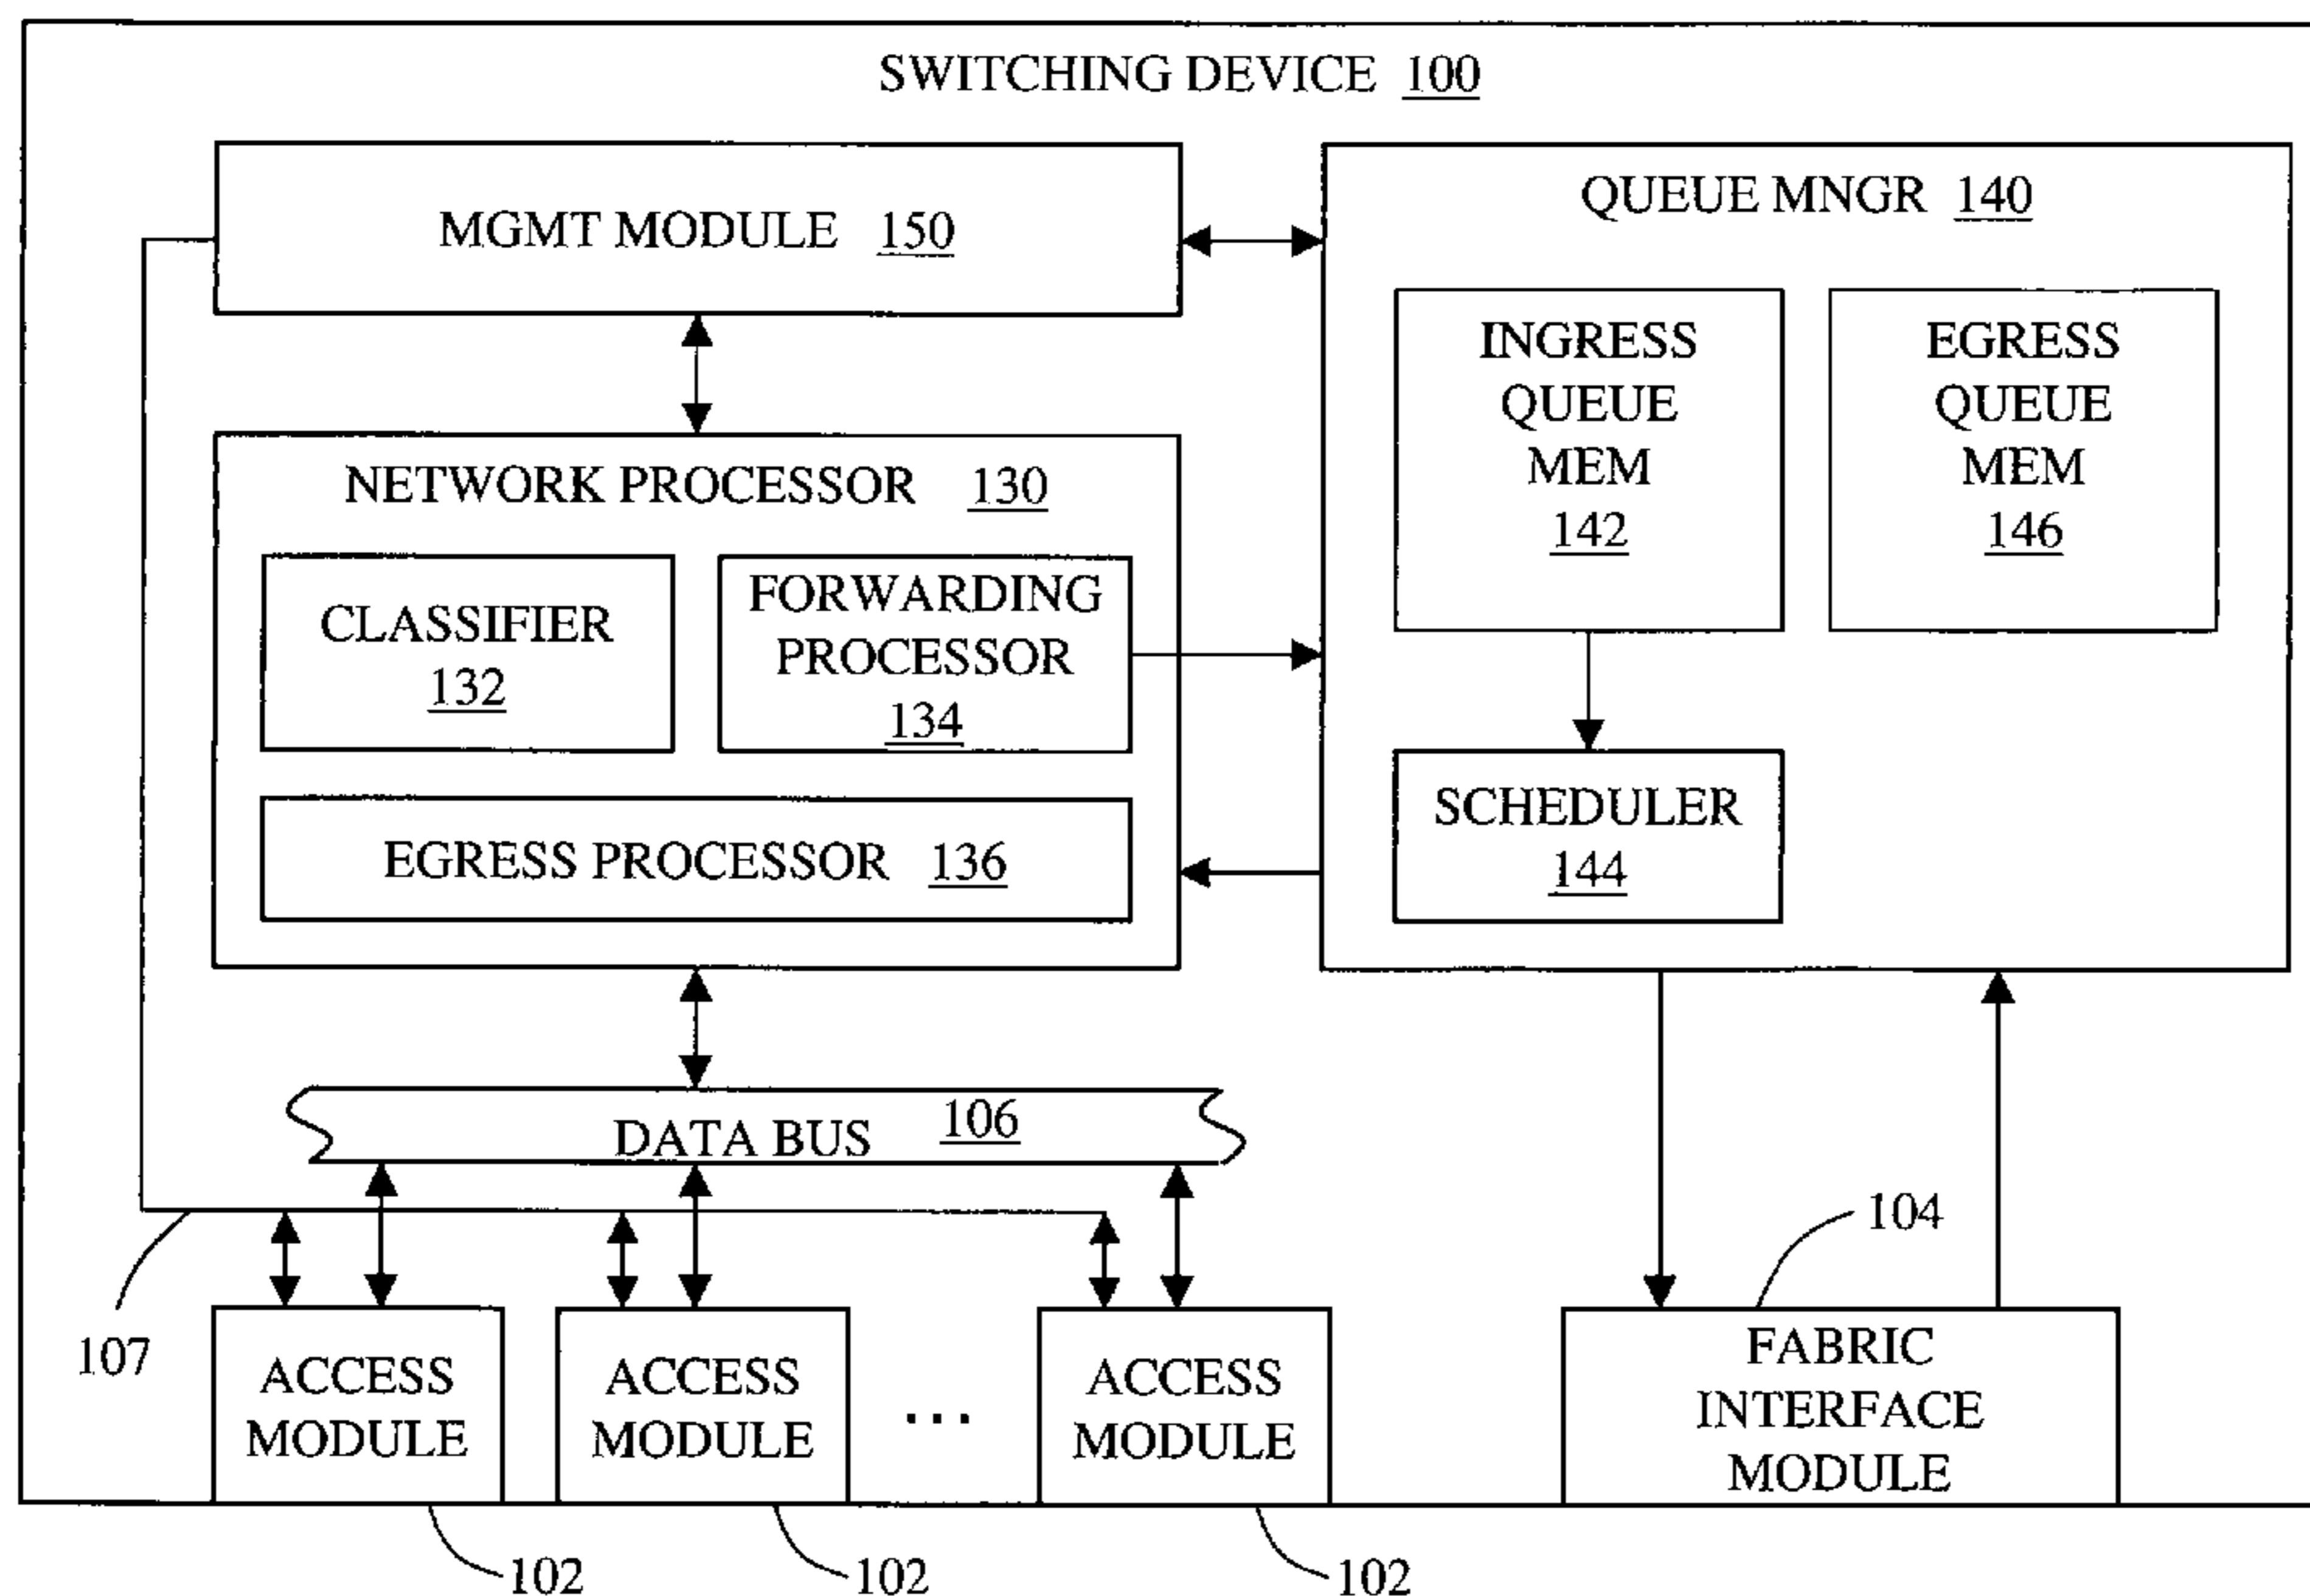 SWITCHING DEVICE 100
MGMT MODULE 150
QUEUE MNGR 140
INGRESS
QUEUE
MEM
142
EGRESS
QUEUE
MEM
146
NETWORK PROCESSOR 130
CLASSIFIER
132
FORWARDING
PROCESSOR
134
EGRESS PROCESSOR 136
SCHEDULER
144
DATA BUS 106
107
104
ACCESS
MODULE
ACCESS
MODULE
...
ACCESS
MODULE
FABRIC
INTERFACE
MODULE
102
102
102